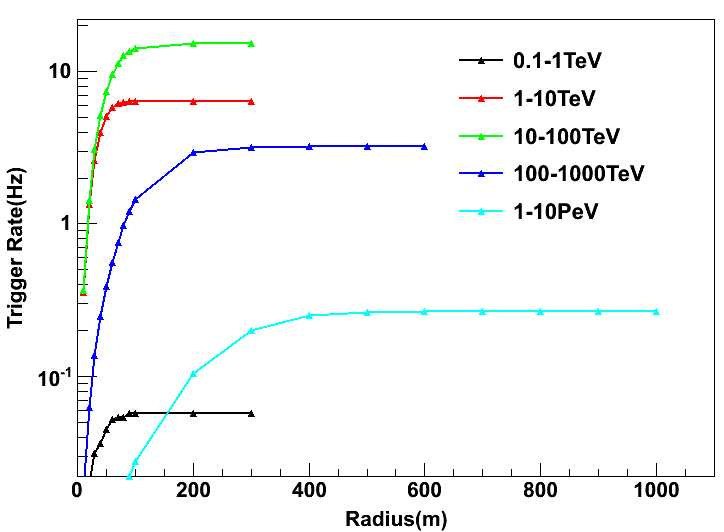 10
1
10-1
Trigger Rate(Hz)
0.1-1TeV
1-10TeV
10-100TeV
100-1000TeV
1-10PeV
0 200 400 600 800 1000
Radius(m)